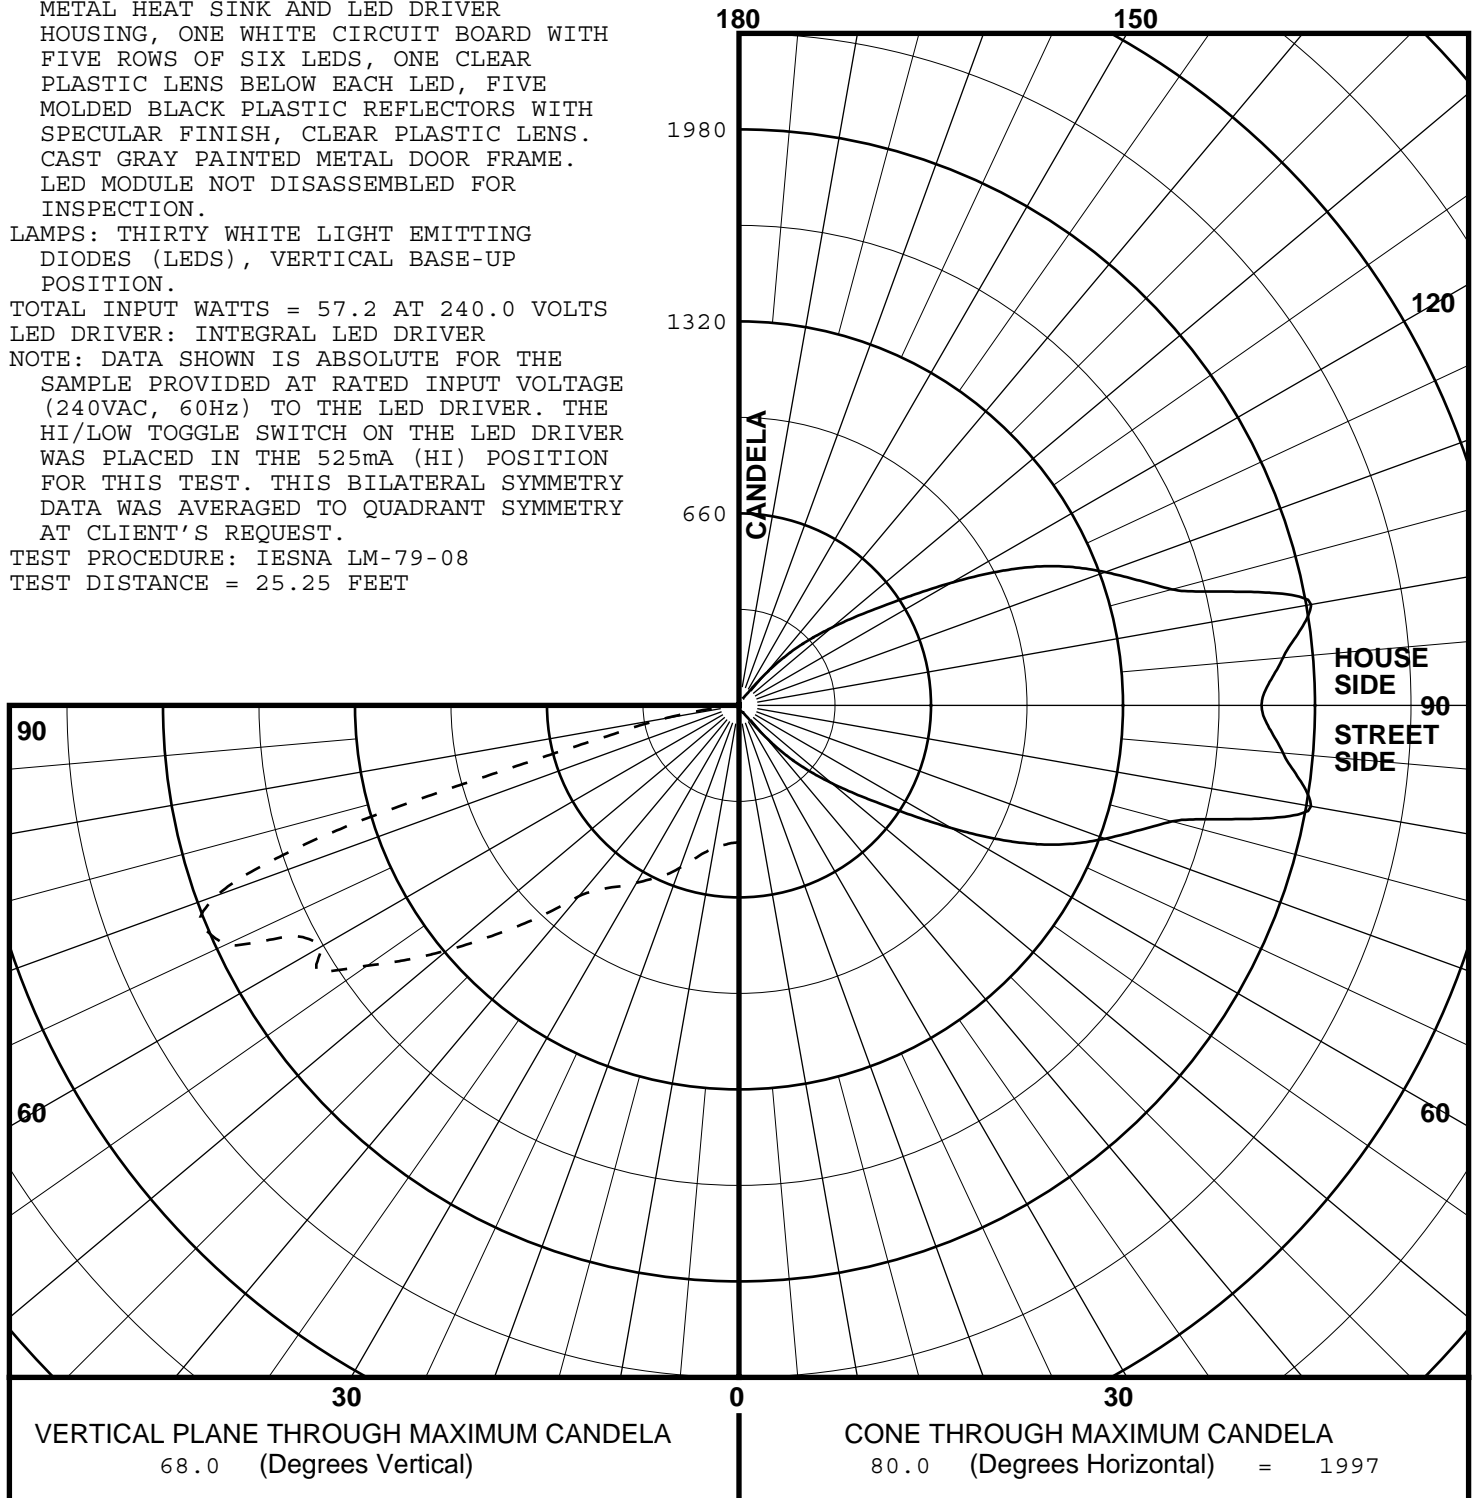 METAL HEAT SINK AND LED DRIVER
HOUSING, ONE WHITE CIRCUIT BOARD WITH
FIVE ROWS OF SIX LEDS, ONE CLEAR
PLASTIC LENS BELOW EACH LED, FIVE
MOLDED BLACK PLASTIC REFLECTORS WITH
SPECULAR FINISH, CLEAR PLASTIC LENS.
CAST GRAY PAINTED METAL DOOR FRAME.
LED MODULE NOT DISASSEMBLED FOR
INSPECTION.
LAMPS: THIRTY WHITE LIGHT EMITTING
DIODES (LEDS), VERTICAL BASE-UP
POSITION.
TOTAL INPUT WATTS = 57.2 AT 240.0 VOLTS
LED DRIVER: INTEGRAL LED DRIVER
NOTE: DATA SHOWN IS ABSOLUTE FOR THE
SAMPLE PROVIDED AT RATED INPUT VOLTAGE
(240VAC, 60Hz) TO THE LED DRIVER. THE
HI/LOW TOGGLE SWITCH ON THE LED DRIVER
WAS PLACED IN THE 525mA (HI) POSITION
FOR THIS TEST. THIS BILATERAL SYMMETRY
DATA WAS AVERAGED TO QUADRANT SYMMETRY
AT CLIENT'S REQUEST.
TEST PROCEDURE: IESNA LM-79-08
TEST DISTANCE = 25.25 FEET
180
150
1980
120
1320
CANDELA
660
HOUSE
SIDE
90
STREET
SIDE
90
60
60
30
0
30
VERTICAL PLANE THROUGH MAXIMUM CANDELA
68.0 (Degrees Vertical)
CONE THROUGH MAXIMUM CANDELA
80.0 (Degrees Horizontal) = 1997